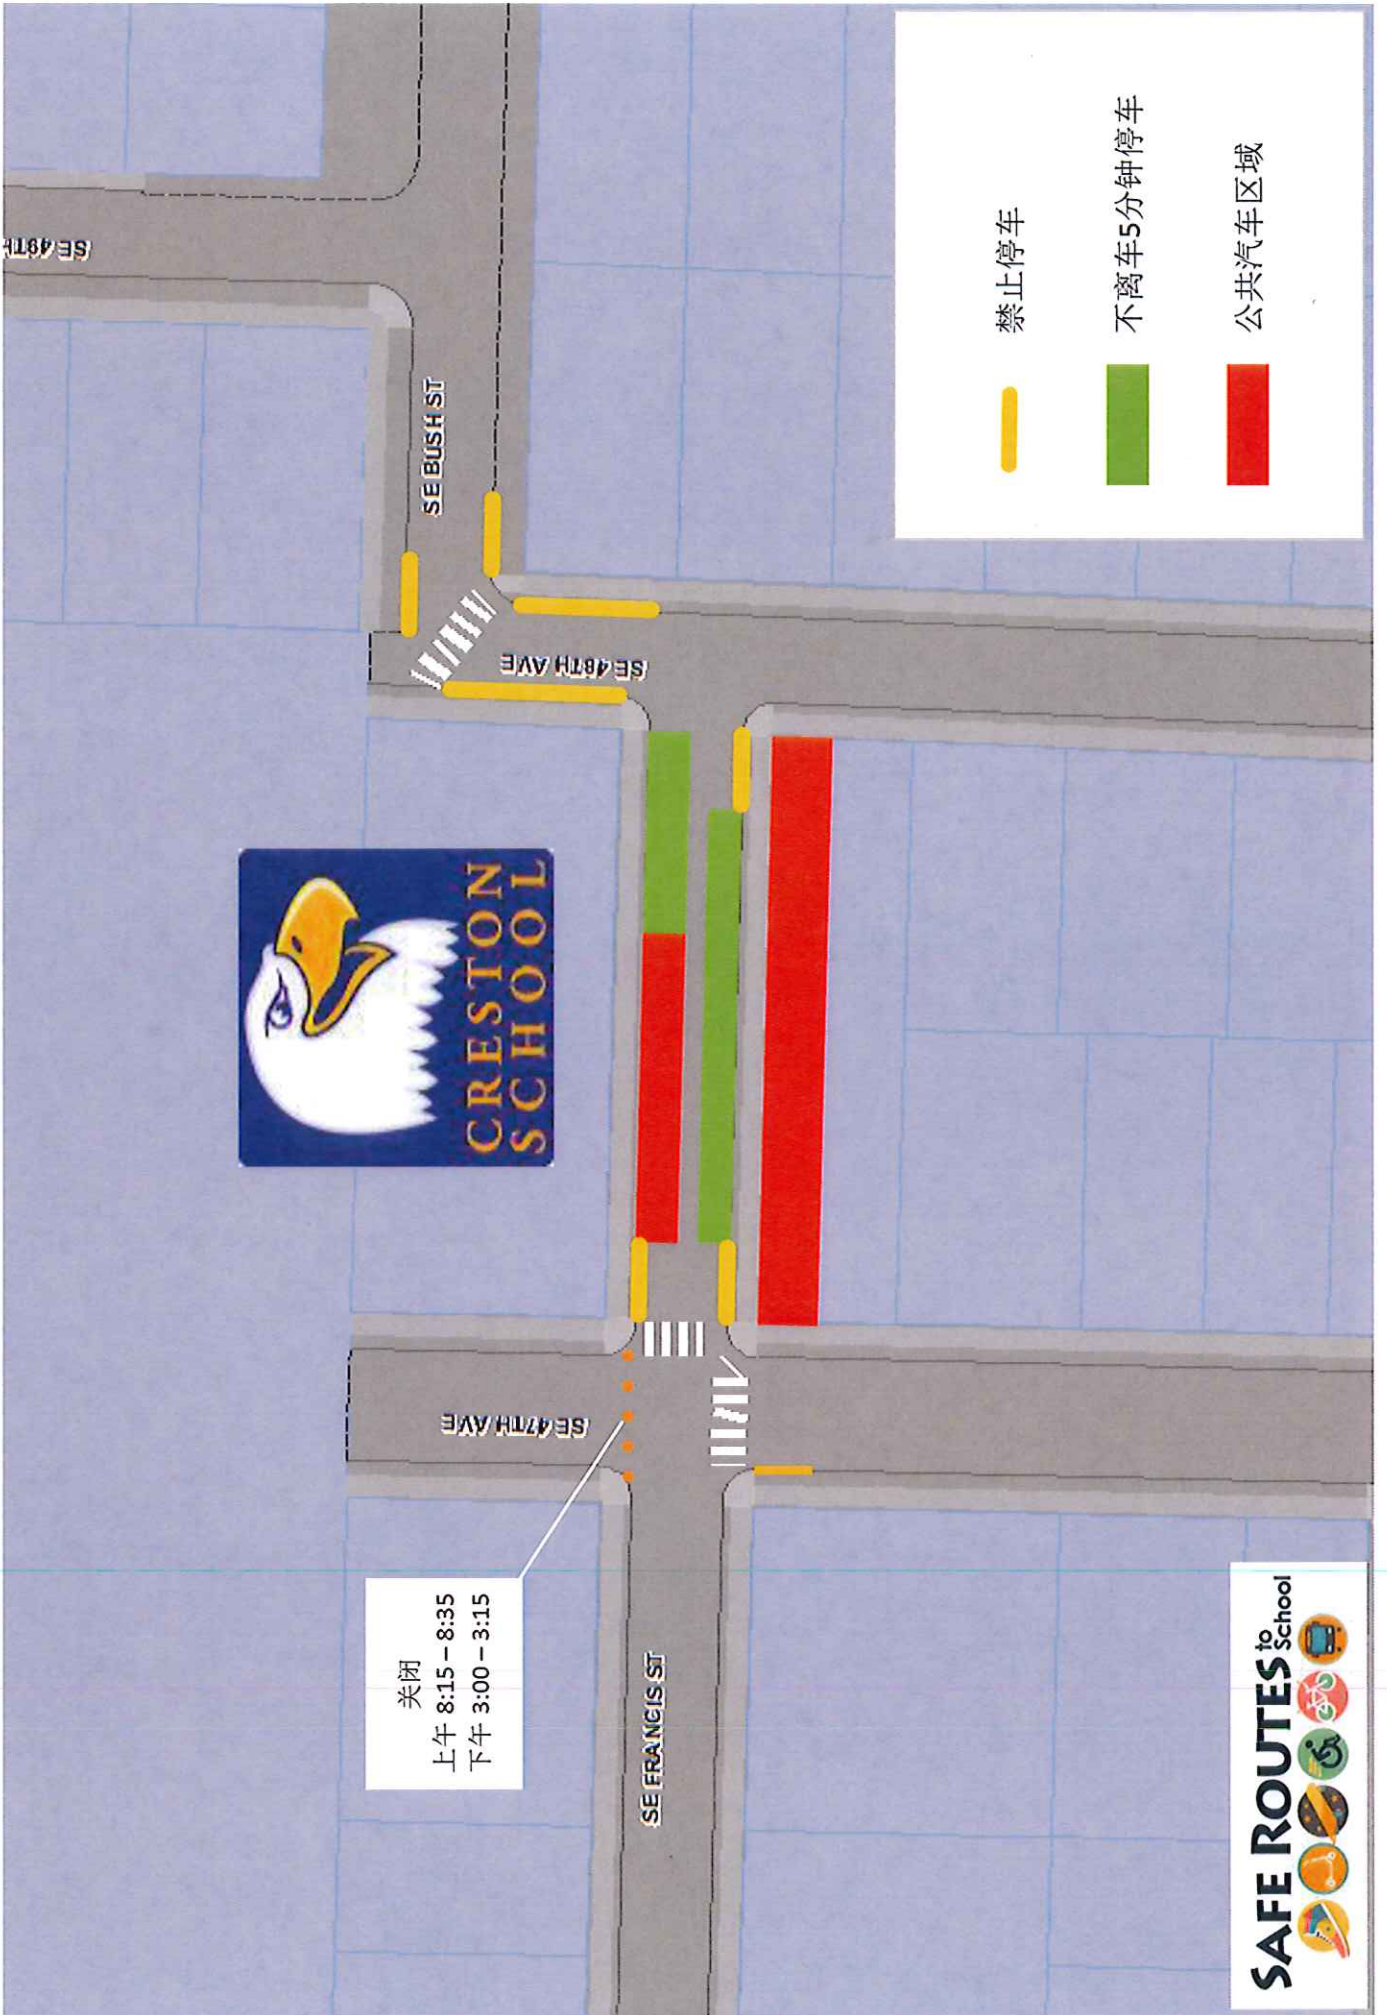 SE 49TH
SE BUSH ST
SE 48TH AVE
CRESTON
SCHOOL
SE 47TH AVE
关闭
上午 8:15 – 8:35
下午 3:00 – 3:15
SE FRANCIS ST
禁止停车
不离车5分钟停车
公共汽车区域
SAFE ROUTES to School